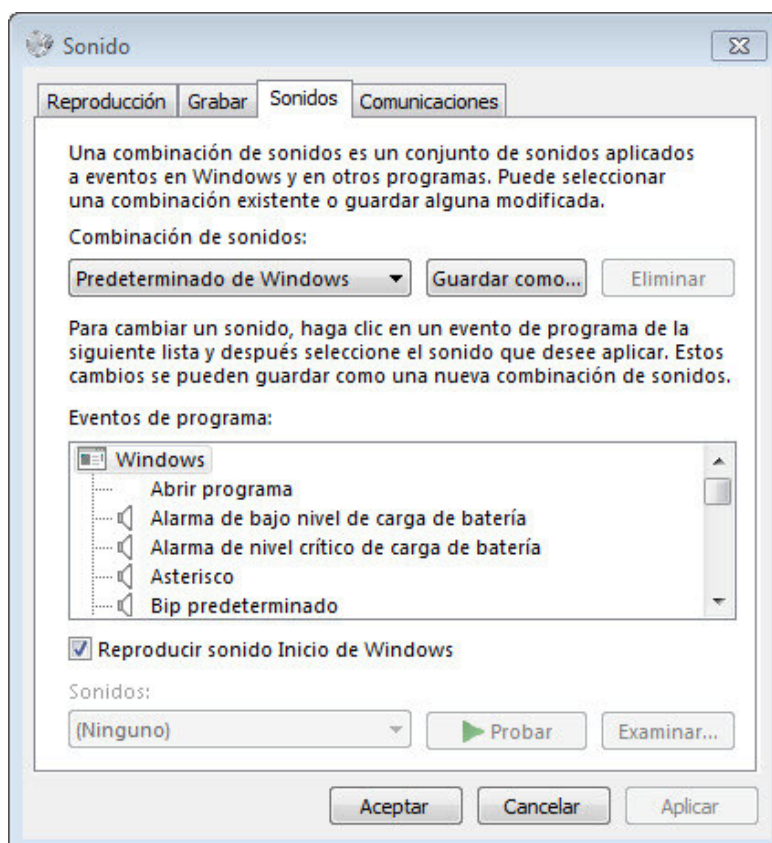 Sonido
Reproducción Grabar Sonidos Comunicaciones
Una combinación de sonidos es un conjunto de sonidos aplicados
a eventos en Windows y en otros programas. Puede seleccionar
una combinación existente o guardar alguna modificada.
Combinación de sonidos:
Predeterminado de Windows Guardar como... Eliminar
Para cambiar un sonido, haga clic en un evento de programa de la
siguiente lista y después seleccione el sonido que desee aplicar. Estos
cambios se pueden guardar como una nueva combinación de sonidos.
Eventos de programa:
Windows
Abrir programa
Alarma de bajo nivel de carga de batería
Alarma de nivel crítico de carga de batería
Asterisco
Bip predeterminado
Reproducir sonido Inicio de Windows
Sonidos:
(Ninguno) Probar Examinar...
Aceptar Cancelar Aplicar